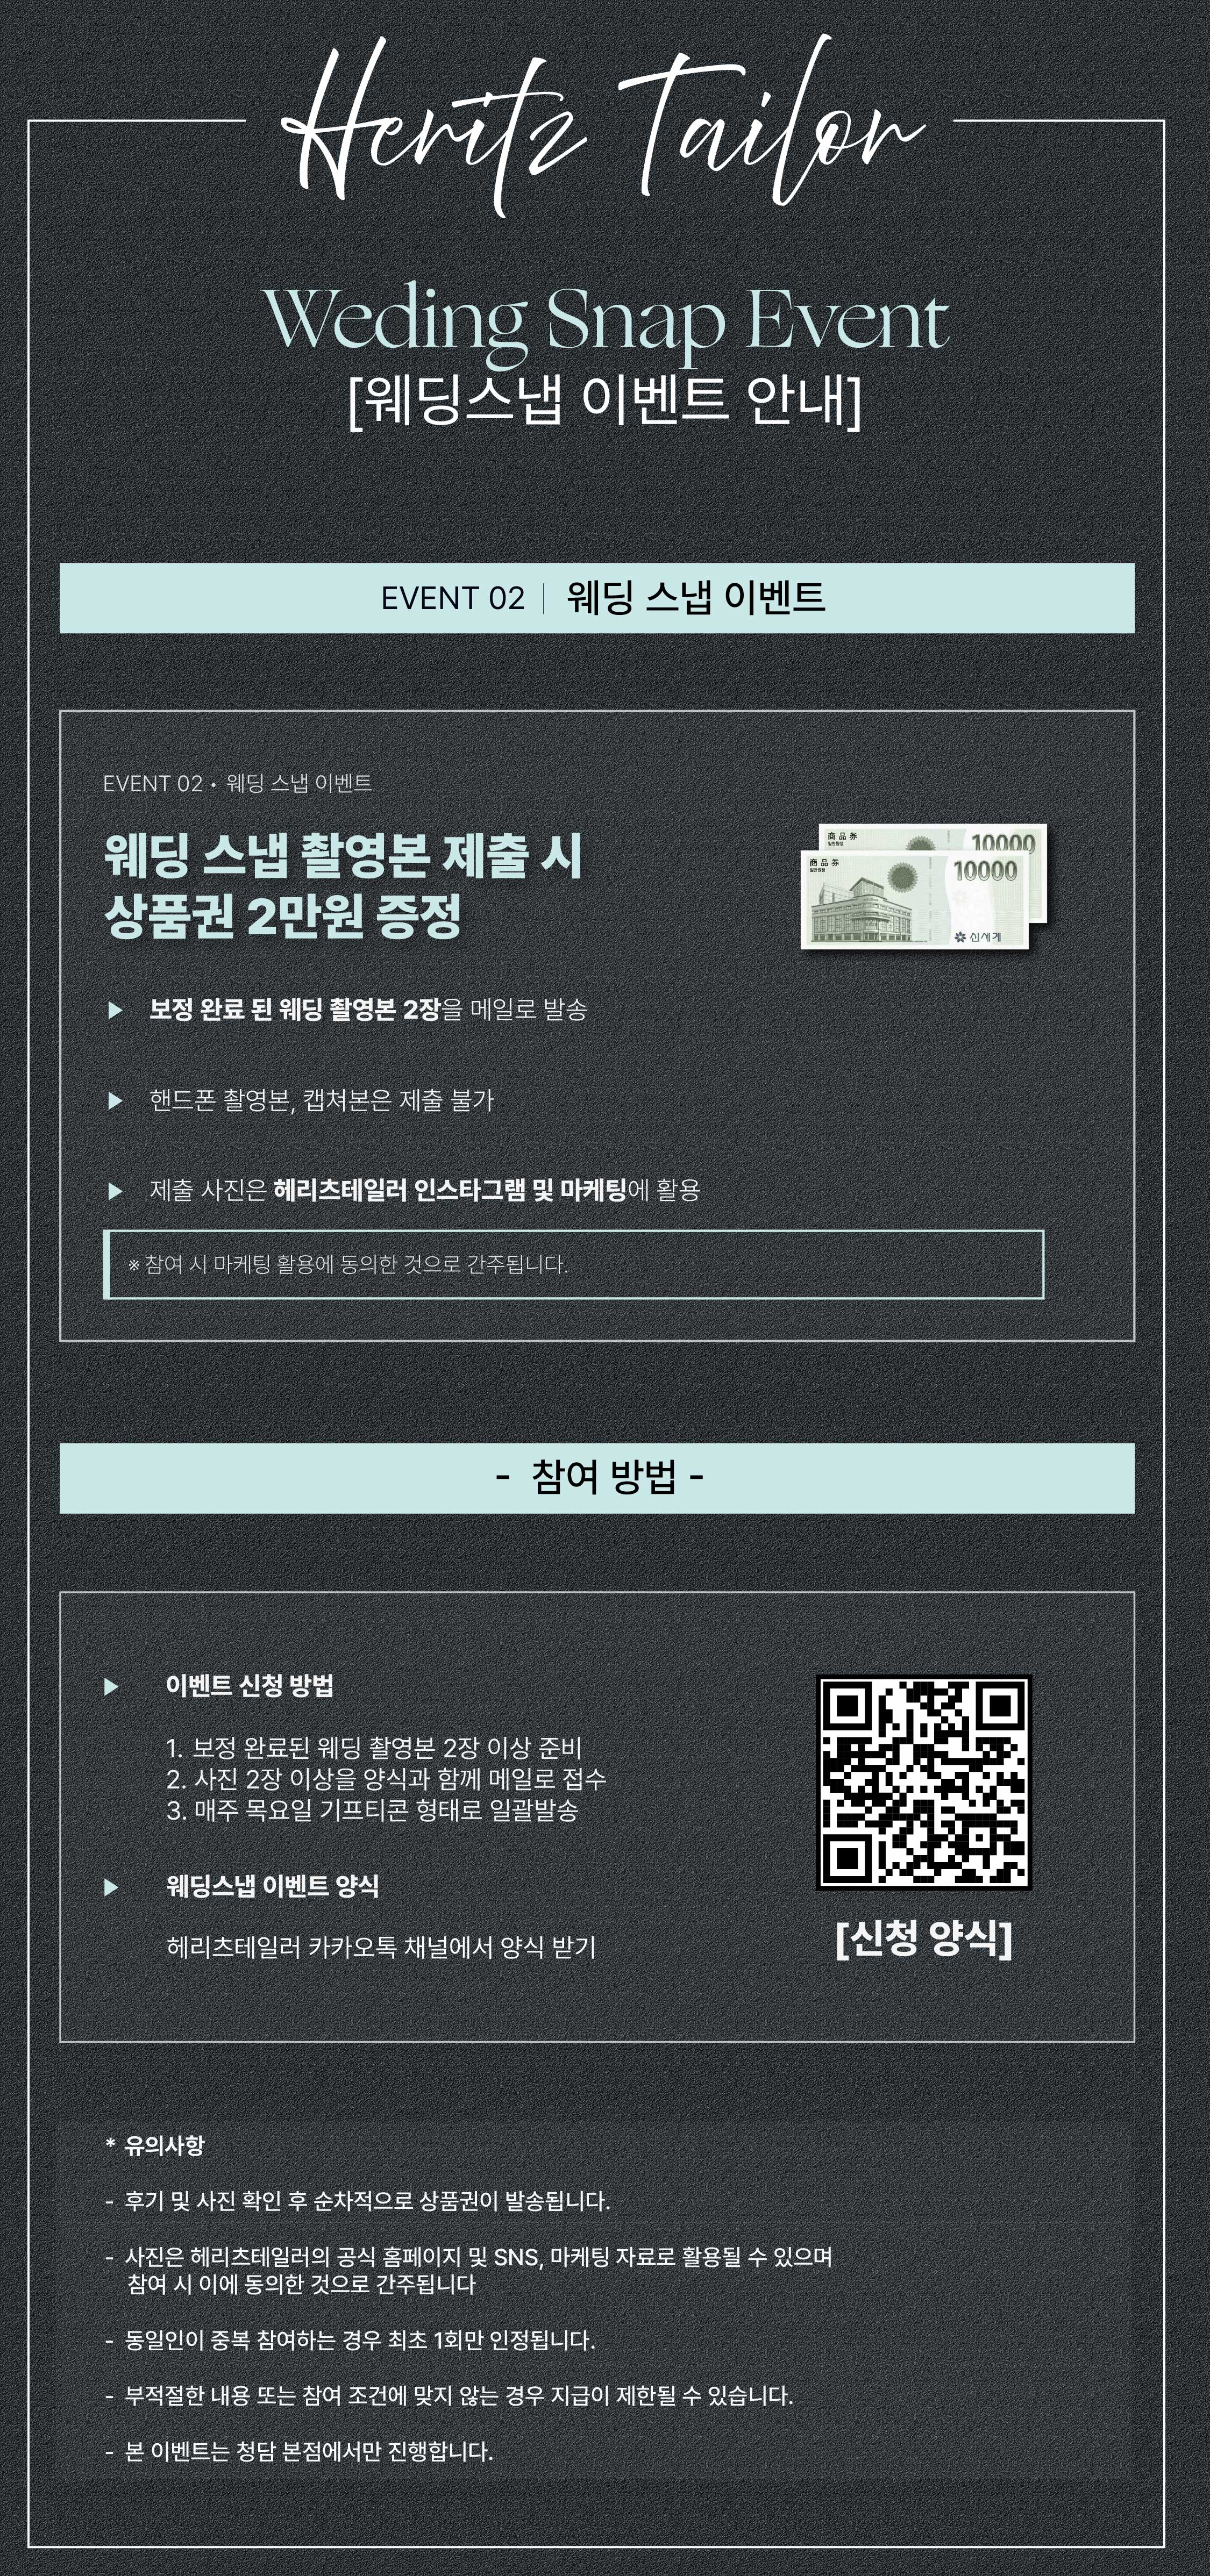 Heritz Tailor
Weding Snap Event
[웨딩스냅 이벤트 안내]
EVENT 02 | 웨딩 스냅 이벤트
EVENT 02 • 웨딩 스냅 이벤트
웨딩 스냅 촬영본 제출 시
상품권 2만원 증정
商品券
일만원정
10000
商品券
일만원정
10000
신세계
▶ 보정 완료 된 웨딩 촬영본 2장을 메일로 발송
▶ 핸드폰 촬영본, 캡쳐본은 제출 불가
▶ 제출 사진은 헤리츠테일러 인스타그램 및 마케팅에 활용
※ 참여 시 마케팅 활용에 동의한 것으로 간주됩니다.
- 참여 방법 -
▶ 이벤트 신청 방법
1. 보정 완료된 웨딩 촬영본 2장 이상 준비
2. 사진 2장 이상을 양식과 함께 메일로 접수
3. 매주 목요일 기프티콘 형태로 일괄발송
▶ 웨딩스냅 이벤트 양식
헤리츠테일러 카카오톡 채널에서 양식 받기
[신청 양식]
* 유의사항
- 후기 및 사진 확인 후 순차적으로 상품권이 발송됩니다.
- 사진은 헤리츠테일러의 공식 홈페이지 및 SNS, 마케팅 자료로 활용될 수 있으며
참여 시 이에 동의한 것으로 간주됩니다
- 동일인이 중복 참여하는 경우 최초 1회만 인정됩니다.
- 부적절한 내용 또는 참여 조건에 맞지 않는 경우 지급이 제한될 수 있습니다.
- 본 이벤트는 청담 본점에서만 진행합니다.